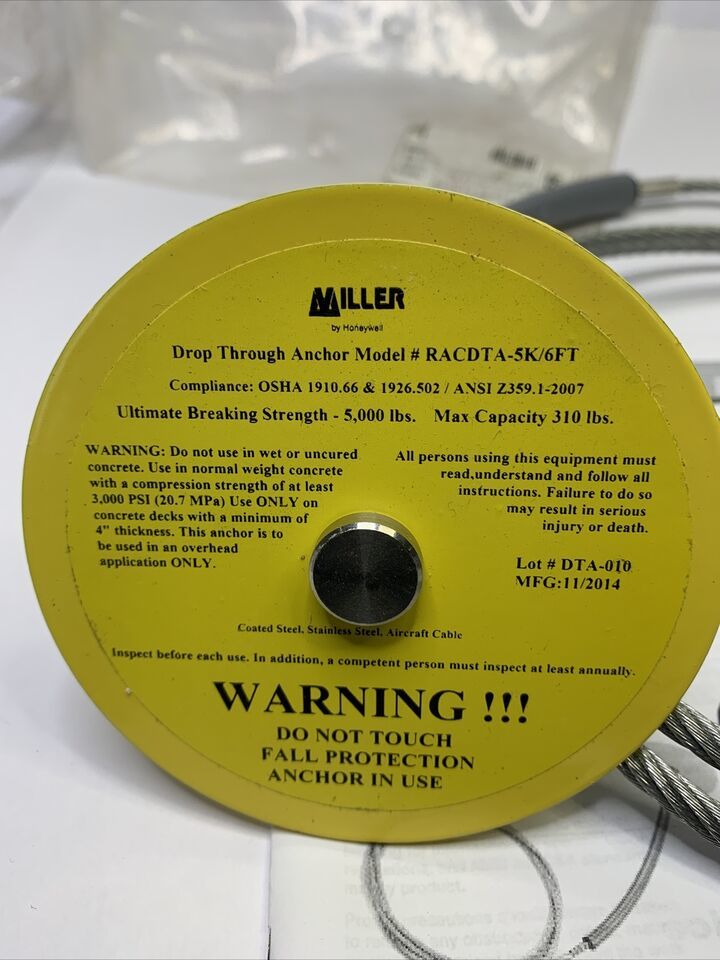 MILLER
by Honeywell
Drop Through Anchor Model # RACDTA-5K/6FT
Compliance: OSHA 1910.66 & 1926.502 / ANSI Z359.1-2007
Ultimate Breaking Strength - 5,000 lbs. Max Capacity 310 lbs.
WARNING: Do not use in wet or uncured
concrete. Use in normal weight concrete
with a compression strength of at least
3,000 PSI (20.7 MPa) Use ONLY on
concrete decks with a minimum of
4" thickness. This anchor is to
be used in an overhead
application ONLY.
All persons using this equipment must
read,understand and follow all
instructions. Failure to do so
may result in serious
injury or death.
Lot # DTA-010
MFG:11/2014
Coated Steel, Stainless Steel, Aircraft Cable
Inspect before each use. In addition, a competent person must inspect at least annually.
WARNING !!!
DO NOT TOUCH
FALL PROTECTION
ANCHOR IN USE
product.